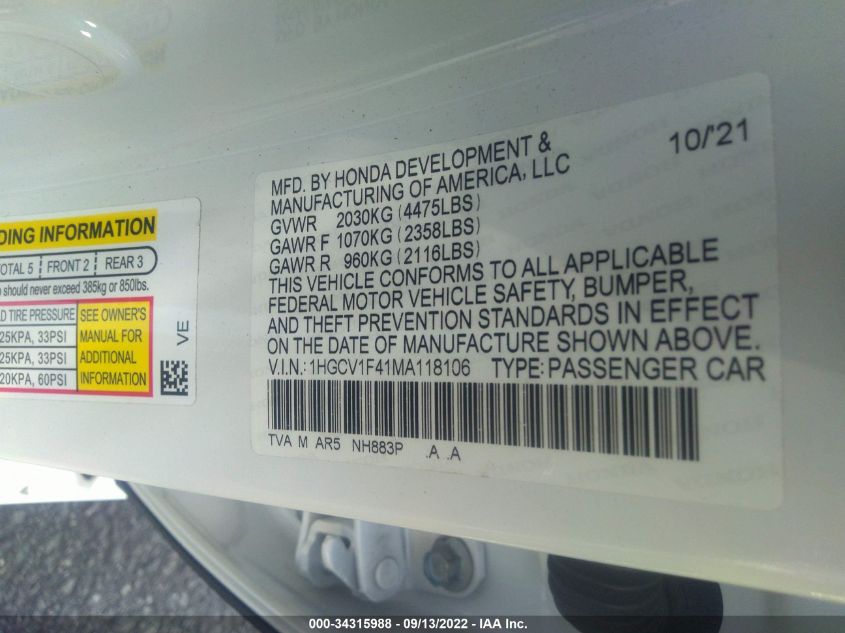 10/'21
MFD. BY HONDA DEVELOPMENT &
MANUFACTURING OF AMERICA, LLC
GVWR 2030KG (4475LBS)
GAWR F 1070KG (2358LBS)
GAWR R 960KG (2116LBS)
THIS VEHICLE CONFORMS TO ALL APPLICABLE
FEDERAL MOTOR VEHICLE SAFETY, BUMPER,
AND THEFT PREVENTION STANDARDS IN EFFECT
ON THE DATE OF MANUFACTURE SHOWN ABOVE.
V.I.N.: 1HGCV1F41MA118106 TYPE: PASSENGER CAR
TVA M AR5 NH883P .A .A
DING INFORMATION
TOTAL 5 FRONT 2 REAR 3
o should never exceed 385kg or 850lbs.
D TIRE PRESSURE
25KPA, 33PSI
25KPA, 33PSI
20KPA, 60PSI
SEE OWNER'S
MANUAL FOR
ADDITIONAL
INFORMATION
VE
000-34315988 - 09/13/2022 - IAA Inc.